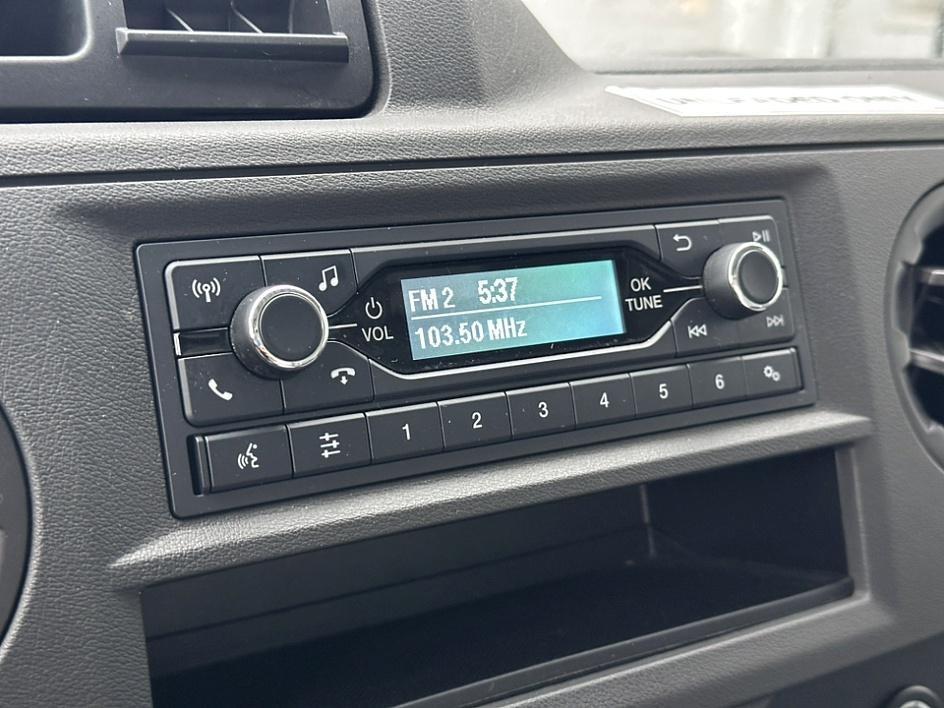 FM 2 5:37
103.50 MHz
VOL
OK
TUNE
1 2 3 4 5 6